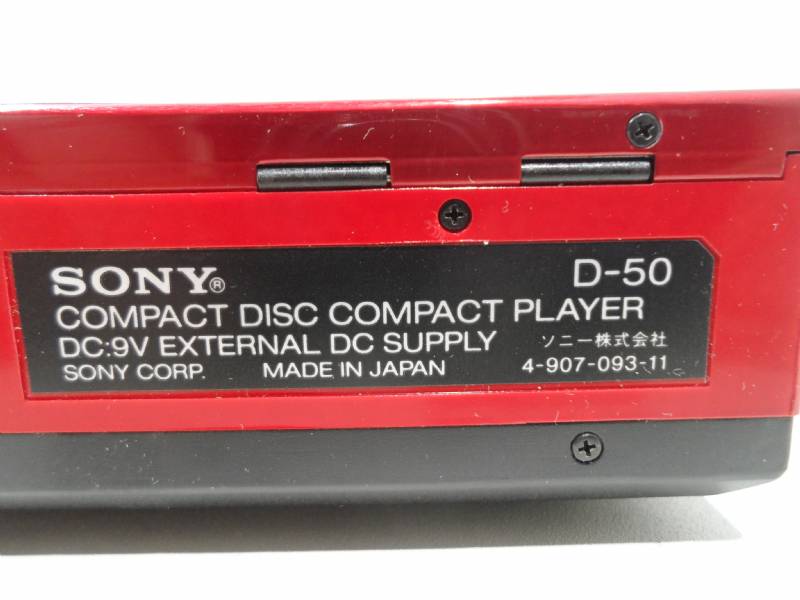 SONY® D-50
COMPACT DISC COMPACT PLAYER
DC:9V EXTERNAL DC SUPPLY ソニー株式会社
SONY CORP. MADE IN JAPAN 4-907-093-11